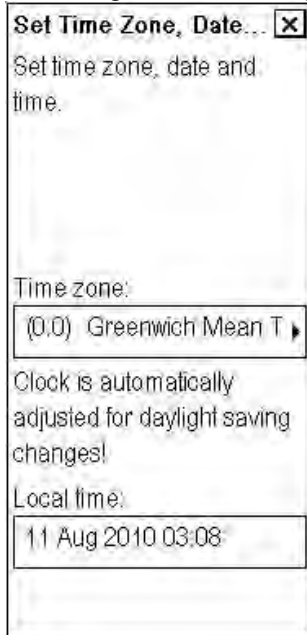 Set Time Zone, Date...
Set time zone, date and
time.
Time zone:
(0.0) Greenwich Mean T
Clock is automatically
adjusted for daylight saving
changes!
Local time:
11 Aug 2010 03:08